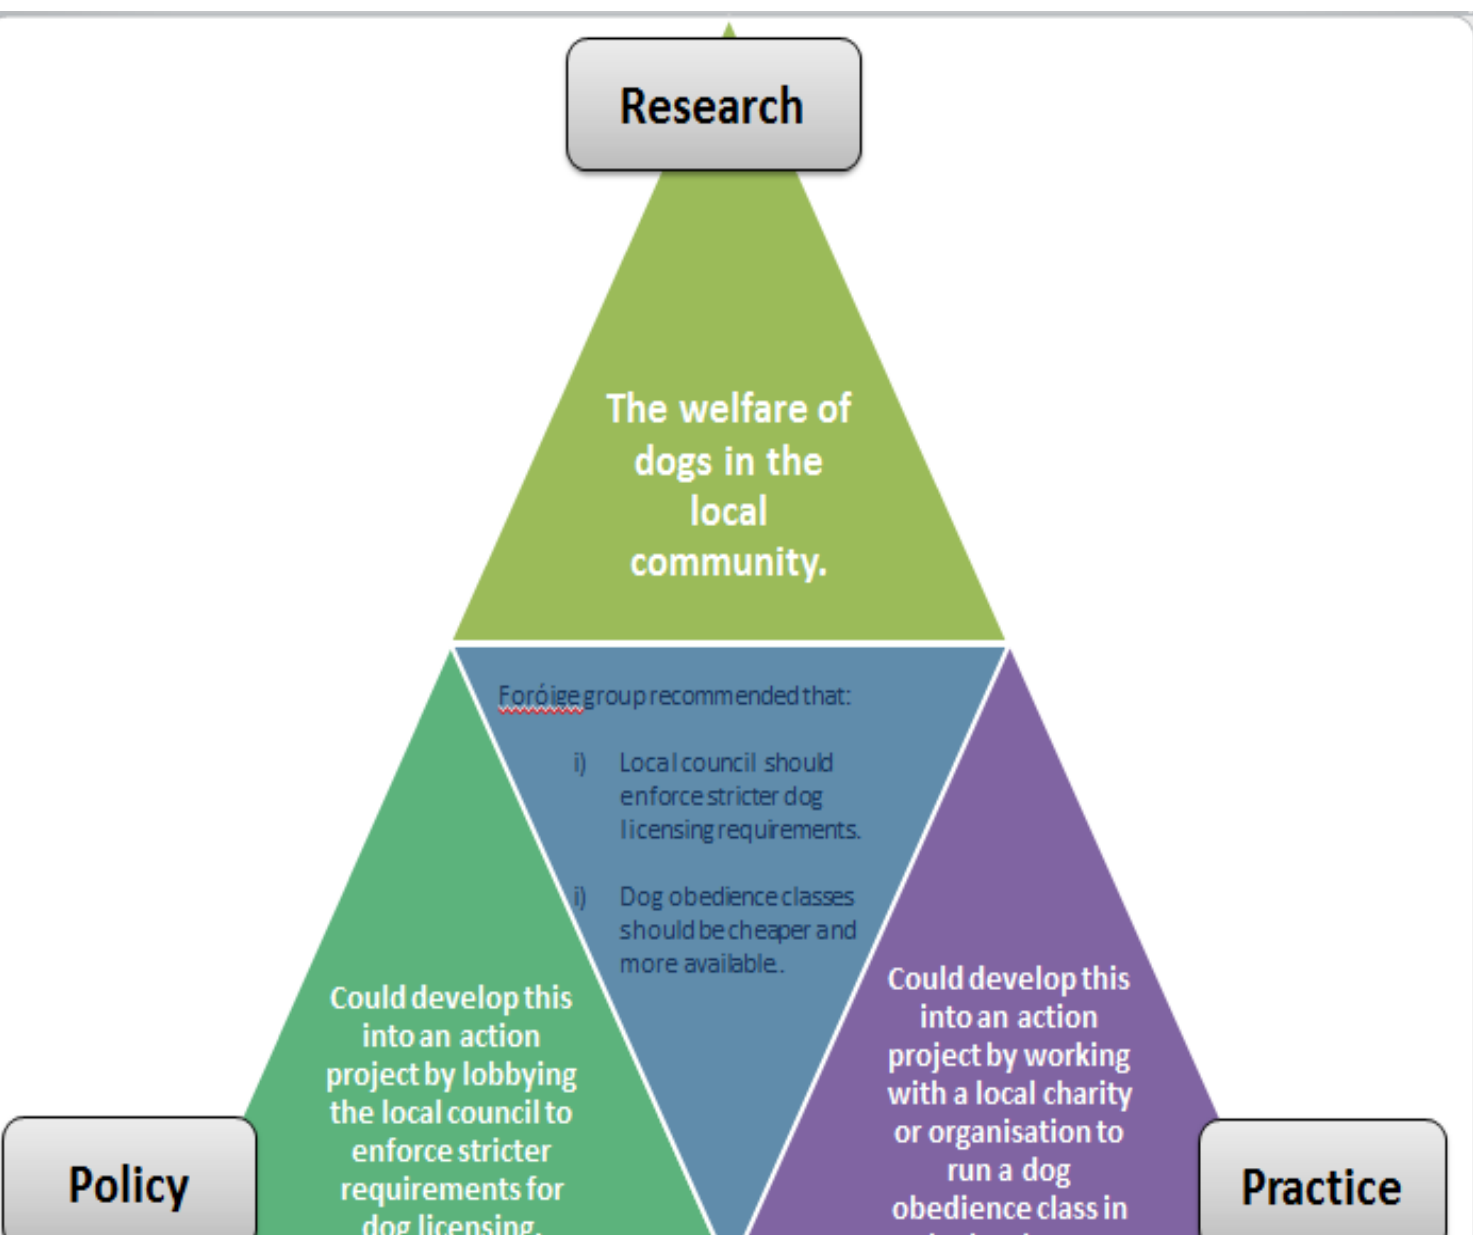 Research
The welfare of
dogs in the
local
community.
Foróige group recommended that:
i) Local council should
enforce stricter dog
licensing requirements.
i) Dog obedience classes
should be cheaper and
more available..
Could develop this
into an action
project by lobbying
the local council to
enforce stricter
requirements for
dog licensing.
Policy
Could develop this
into an action
project by working
with a local charity
or organisation to
run a dog
obedience class in
Practice